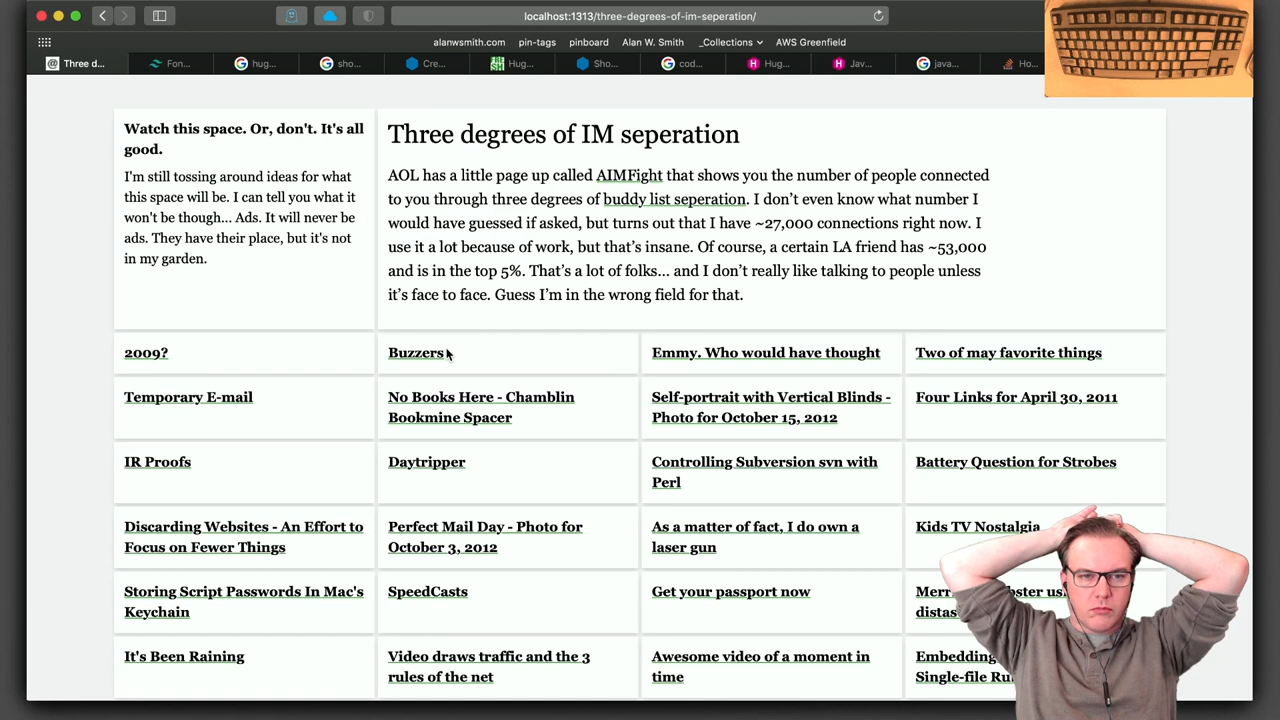 localhost:1313/three-degrees-of-im-seperation/
alanwsmith.com pin-tags pinboard Alan W. Smith _Collections AWS Greenfield
Three d... Fon... hug... sho... Cre... Hug... Sho... cod... Hug... Jav... java... Ho...
Watch this space. Or, don't. It's all
good.
I'm still tossing around ideas for what
this space will be. I can tell you what it
won't be though... Ads. It will never be
ads. They have their place, but it's not
in my garden.
Three degrees of IM seperation
AOL has a little page up called AIMFight that shows you the number of people connected
to you through three degrees of buddy list seperation. I don’t even know what number I
would have guessed if asked, but turns out that I have ~27,000 connections right now. I
use it a lot because of work, but that’s insane. Of course, a certain LA friend has ~53,000
and is in the top 5%. That’s a lot of folks… and I don’t really like talking to people unless
it’s face to face. Guess I’m in the wrong field for that.
2009?
Buzzers
Emmy. Who would have thought
Two of may favorite things
Temporary E-mail
No Books Here - Chamblin
Bookmine Spacer
Self-portrait with Vertical Blinds -
Photo for October 15, 2012
Four Links for April 30, 2011
IR Proofs
Daytripper
Controlling Subversion svn with
Perl
Battery Question for Strobes
Discarding Websites - An Effort to
Focus on Fewer Things
Perfect Mail Day - Photo for
October 3, 2012
As a matter of fact, I do own a
laser gun
Kids TV Nostalgia
Storing Script Passwords In Mac's
Keychain
SpeedCasts
Get your passport now
It's Been Raining
Video draws traffic and the 3
rules of the net
Awesome video of a moment in
time
Embedding
Single-file